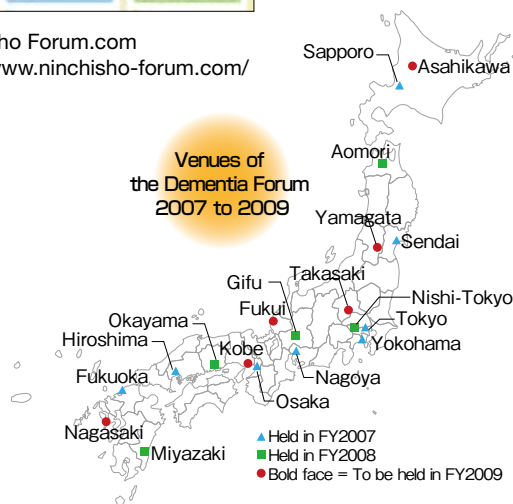 ho Forum.com
ww.ninchisho-forum.com/
Sapporo
Asahikawa
Venues of
the Dementia Forum
2007 to 2009
Aomori
Yamagata
Sendai
Takasaki
Gifu
Nishi-Tokyo
Fukui
Tokyo
Okayama
Yokohama
Hiroshima
Kobe
Fukuoka
Nagoya
Osaka
Nagasaki
Miyazaki
Held in FY2007
Held in FY2008
Bold face = To be held in FY2009